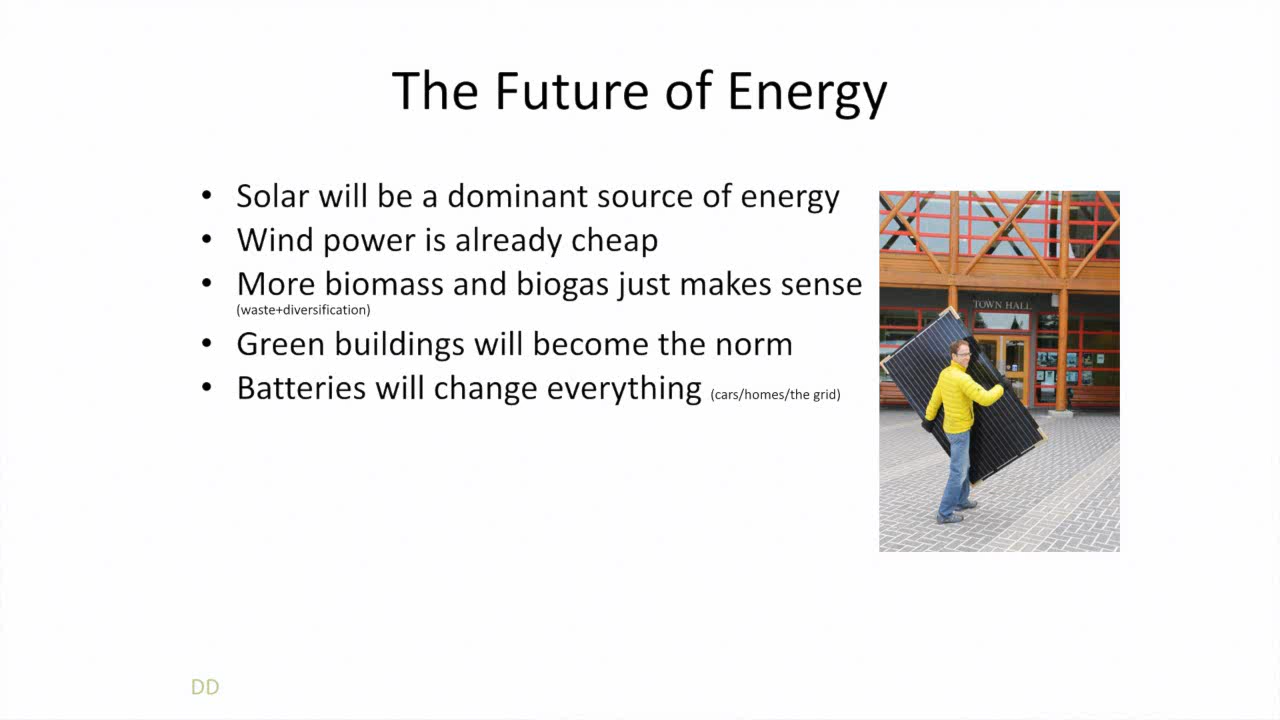 The Future of Energy
• Solar will be a dominant source of energy
• Wind power is already cheap
• More biomass and biogas just makes sense
(waste+diversification)
• Green buildings will become the norm
• Batteries will change everything (cars/homes/the grid)
TOWN HALL
DD